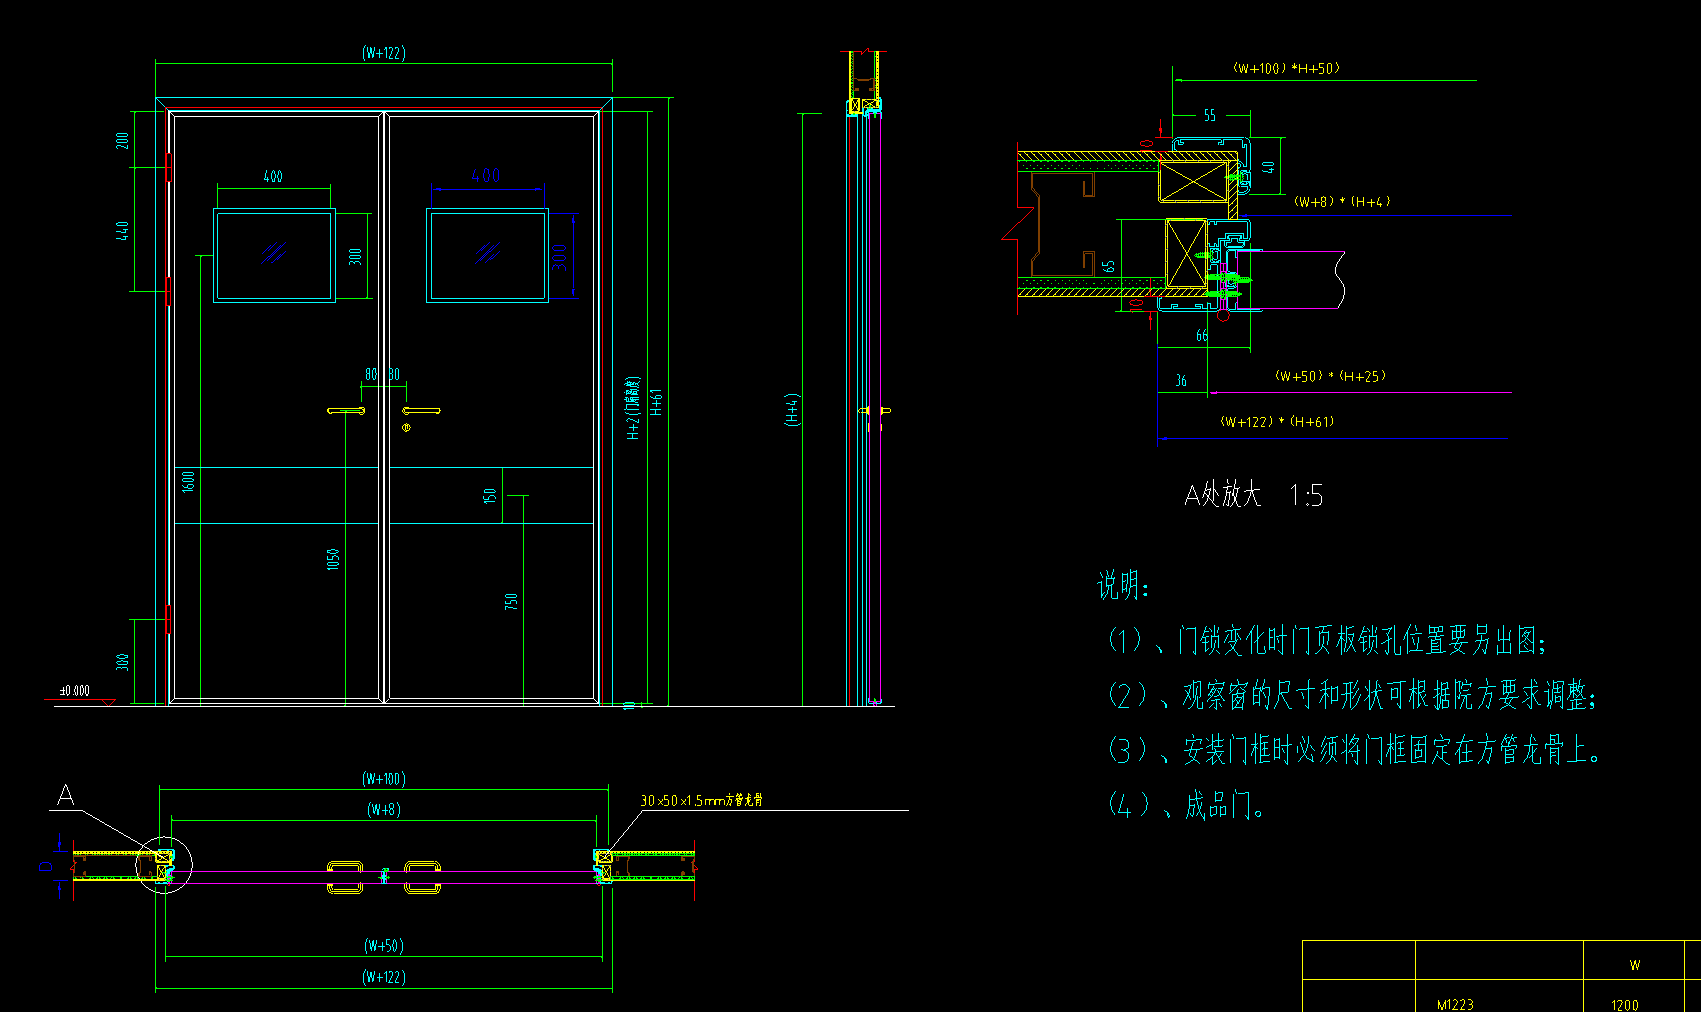 (W+122)
200
440
300
±0.000
400
300
400
300
80
1600
1050
150
750
H+2(门扇高度)
H+61
10
(H+4)
(W+100)*H+50)
55
10
40
(W+8)*(H+4)
65
10
66
36
(W+50)*(H+25)
(W+122)*(H+61)
A处放大 1:5
说明:
(1)、门锁变化时门页板锁孔位置要另出图;
(2)、观察窗的尺寸和形状可根据院方要求调整;
(3)、安装门框时必须将门框固定在方管龙骨上。
(4)、成品门。
A
(W+100)
(W+8)
30x50x1.5mm方管龙骨
D
(W+50)
(W+122)
W
M1223 1200